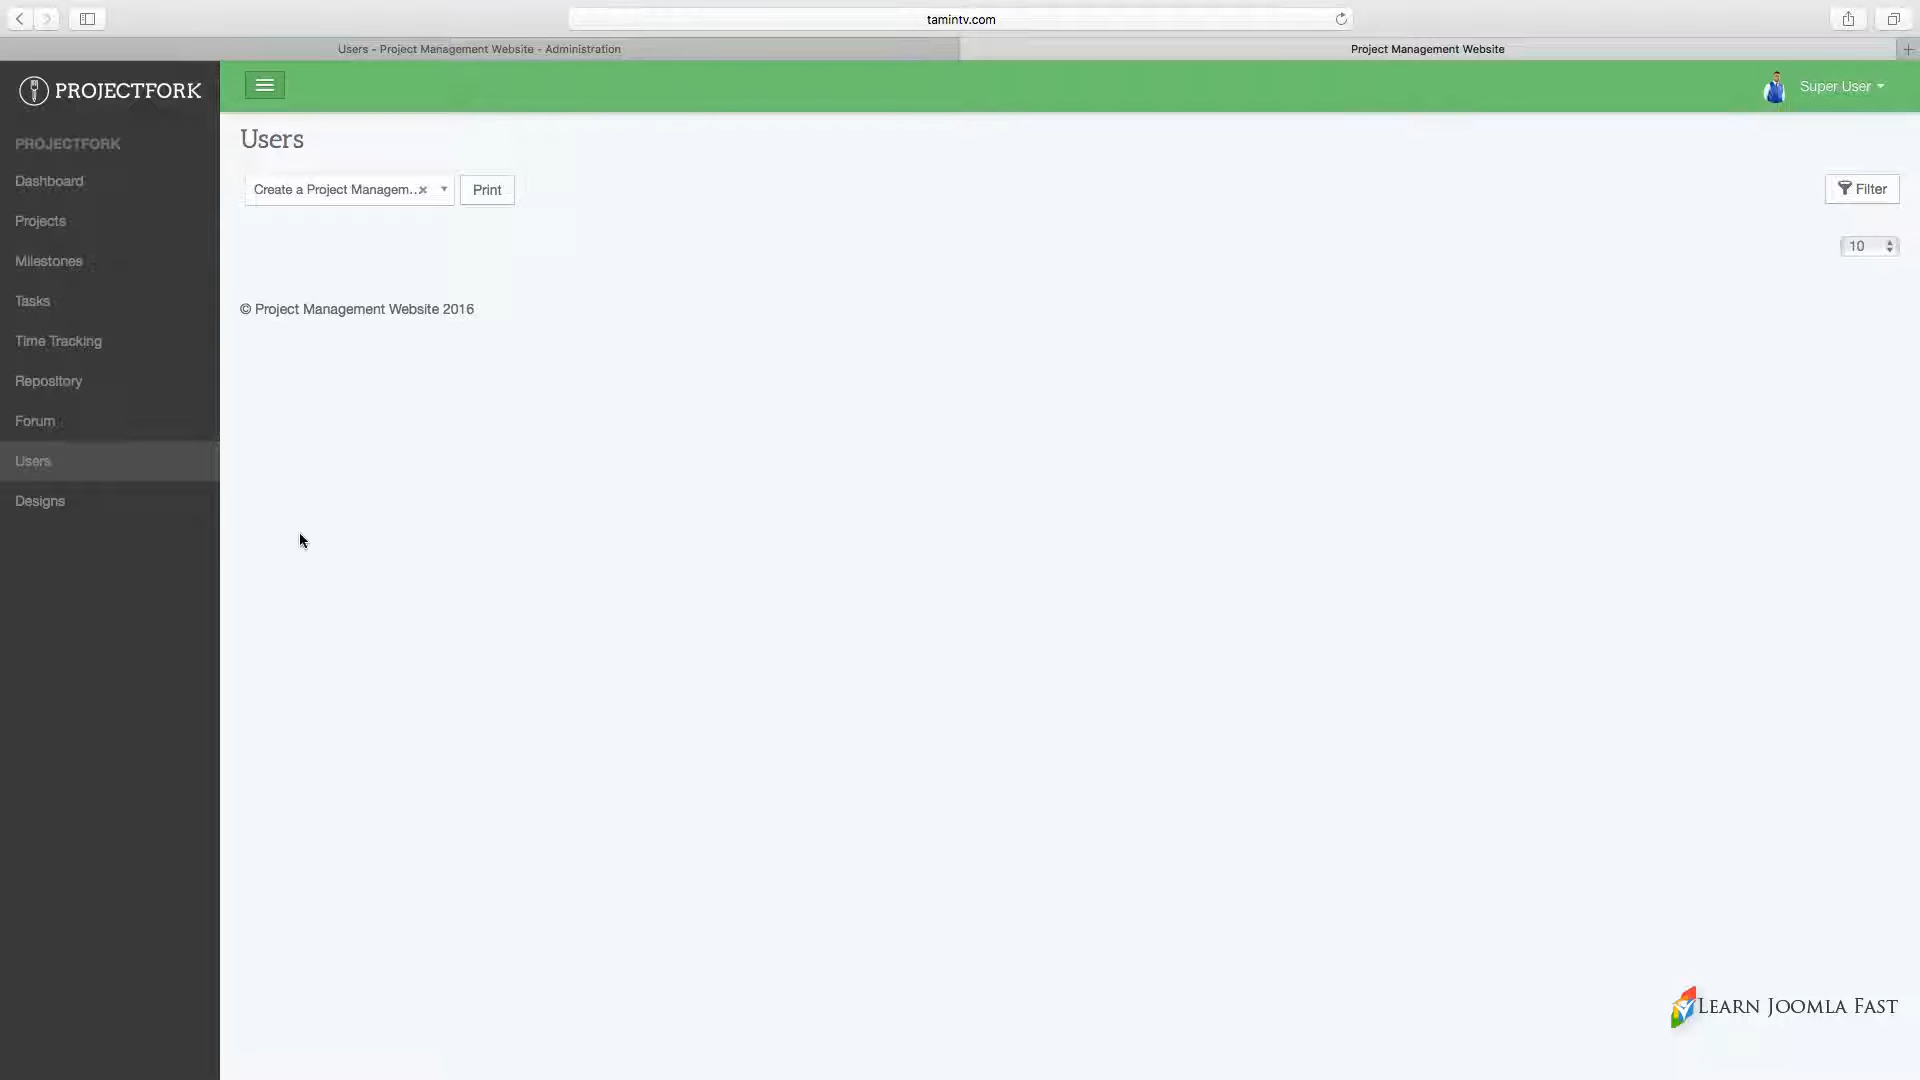 tamintv.com
Users - Project Management Website - Administration
Project Management Website
PROJECTFORK
Super User
PROJECTFORK
Dashboard
Projects
Milestones
Tasks
Time Tracking
Repository
Forum
Users
Designs
Users
Create a Project Managem...
Print
Filter
10
© Project Management Website 2016
LEARN JOOMLA FAST